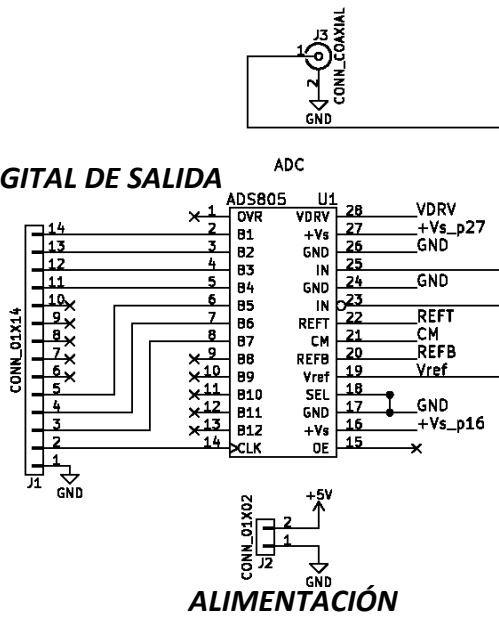 J3
1
2
CONN_COAXIAL
GND
ADC
GITAL DE SALIDA
ADS805 U1
1 OVR VDRV 28 VDRV
14 2 B1 +Vs 27 +Vs_p27
13 3 B2 GND 26 GND
12 4 B3 IN 25
11 5 B4 GND 24 GND
10 6 B5 IN 23
9 7 B6 REFT 22 REFT
8 8 B7 CM 21 CM
7 9 B8 REFB 20 REFB
6 10 B9 Vref 19 Vref
5 11 B10 SEL 18
4 12 B11 GND 17 GND
3 13 B12 +Vs 16 +Vs_p16
2 14 CLK OE 15
1
CONN_01X14
J1
GND
+5V
CONN_01X02
2
1
J2
GND
ALIMENTACIÓN